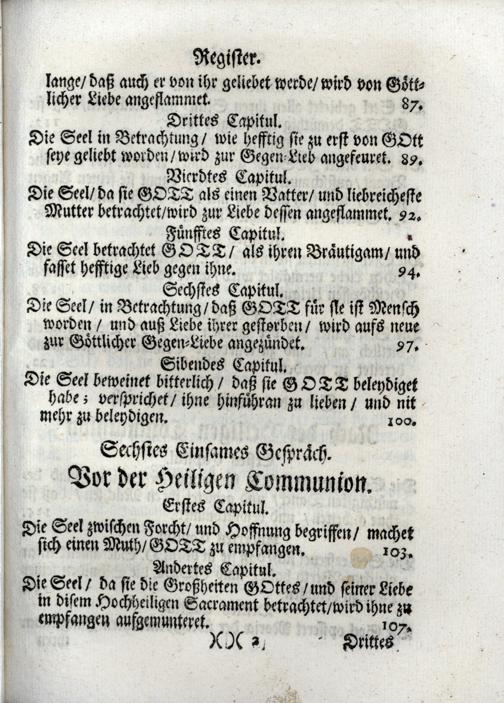 Register.
lange/ daß auch er von ihr geliebet werde/ wird von Gött-
licher Liebe angeflammet. 87.
Drittes Capitul.
Die Seel in Betrachtung/ wie hefftig sie zu erst von GOtt
seye geliebt worden/ wird zur Gegen-Lieb angefeuret. 89.
Vierdtes Capitul.
Die Seel/ da sie GOTT als einen Vatter/ und liebreicheste
Mutter betrachtet/ wird zur Liebe dessen angeflammet. 92.
Fünfftes Capitul.
Die Seel betrachtet GOTT/ als ihren Bräutigam/ und
fasset hefftige Lieb gegen ihne. 94.
Sechstes Capitul.
Die Seel/ in Betrachtung/ daß GOTT für sie ist Mensch
worden/ und auß Liebe ihrer gestorben/ wird aufs neue
zur Göttlicher Gegen-Liebe angezündet. 97.
Sibendes Capitul.
Die Seel beweinet bitterlich/ daß sie GOTT beleydiget
habe; versprichet/ ihne hinführan zu lieben/ und nit
mehr zu beleydigen. 100.
Sechstes Einsames Gespräch.
Vor der Heiligen Communion.
Erstes Capitul.
Die Seel zwischen Forcht/ und Hoffnung begriffen/ machet
sich einen Muth/ GOTT zu empfangen. 103.
Andertes Capitul.
Die Seel/ da sie die Großheiten GOttes/ und seiner Liebe
in disem Hochheiligen Sacrament betrachtet/ wird ihne zu
empfangen aufgemunteret. 107.
)( )( 2 Drittes